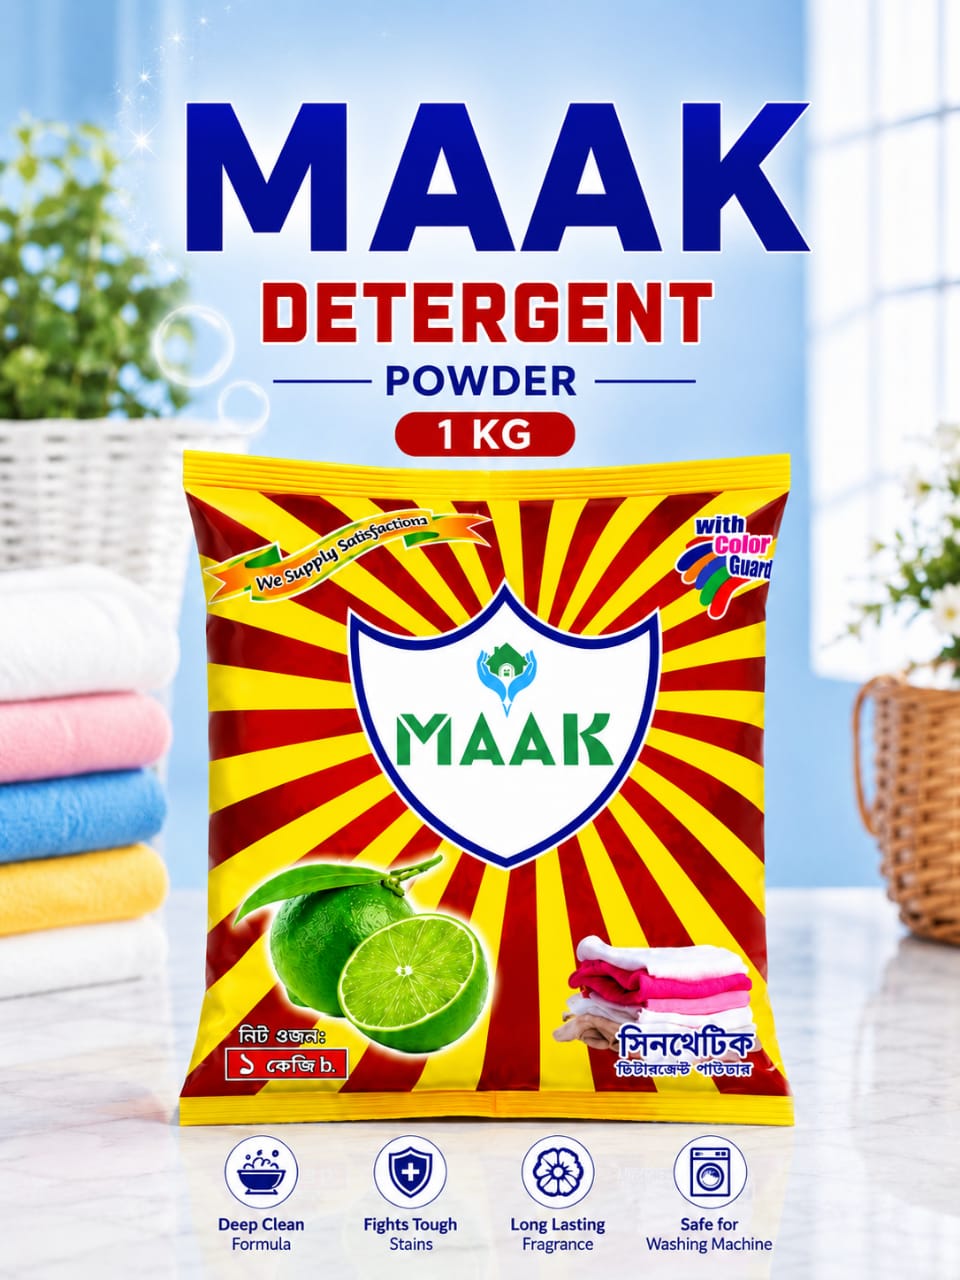 MAAK
DETERGENT
POWDER
1 KG
We Supply Satisfactions
with
Color
Guard
MAAK
নিট ওজন:
১ কেজি b.
সিনথেটিক
ডিটারজেন্ট পাউডার
Deep Clean
Formula
Fights Tough
Stains
Long Lasting
Fragrance
Safe for
Washing Machine